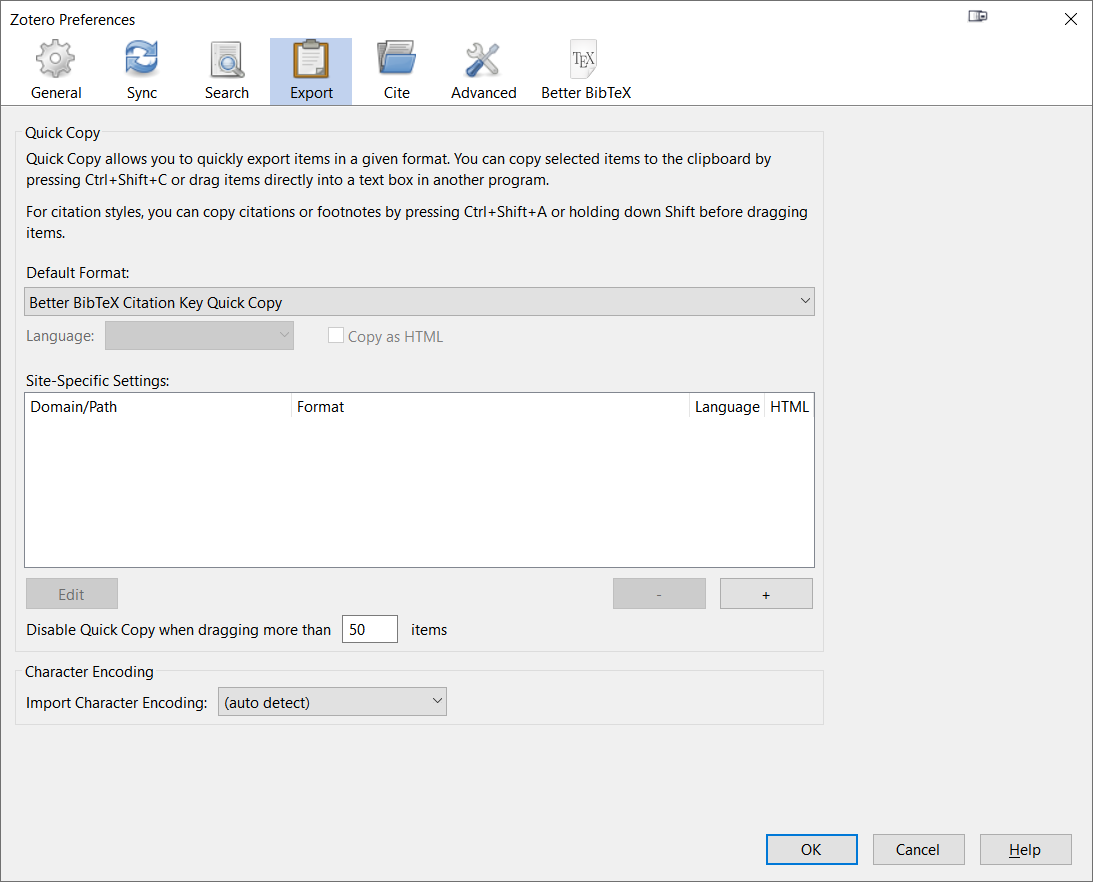 Zotero Preferences
General
Sync
Search
Export
Cite
Advanced
TEX
Better BibTeX
Quick Copy
Quick Copy allows you to quickly export items in a given format. You can copy selected items to the clipboard by
pressing Ctrl+Shift+C or drag items directly into a text box in another program.
For citation styles, you can copy citations or footnotes by pressing Ctrl+Shift+A or holding down Shift before dragging
items.
Default Format:
Better BibTeX Citation Key Quick Copy
Language:
Copy as HTML
Site-Specific Settings:
Domain/Path Format Language HTML
Edit - +
Disable Quick Copy when dragging more than 50 items
Character Encoding
Import Character Encoding: (auto detect)
OK Cancel Help